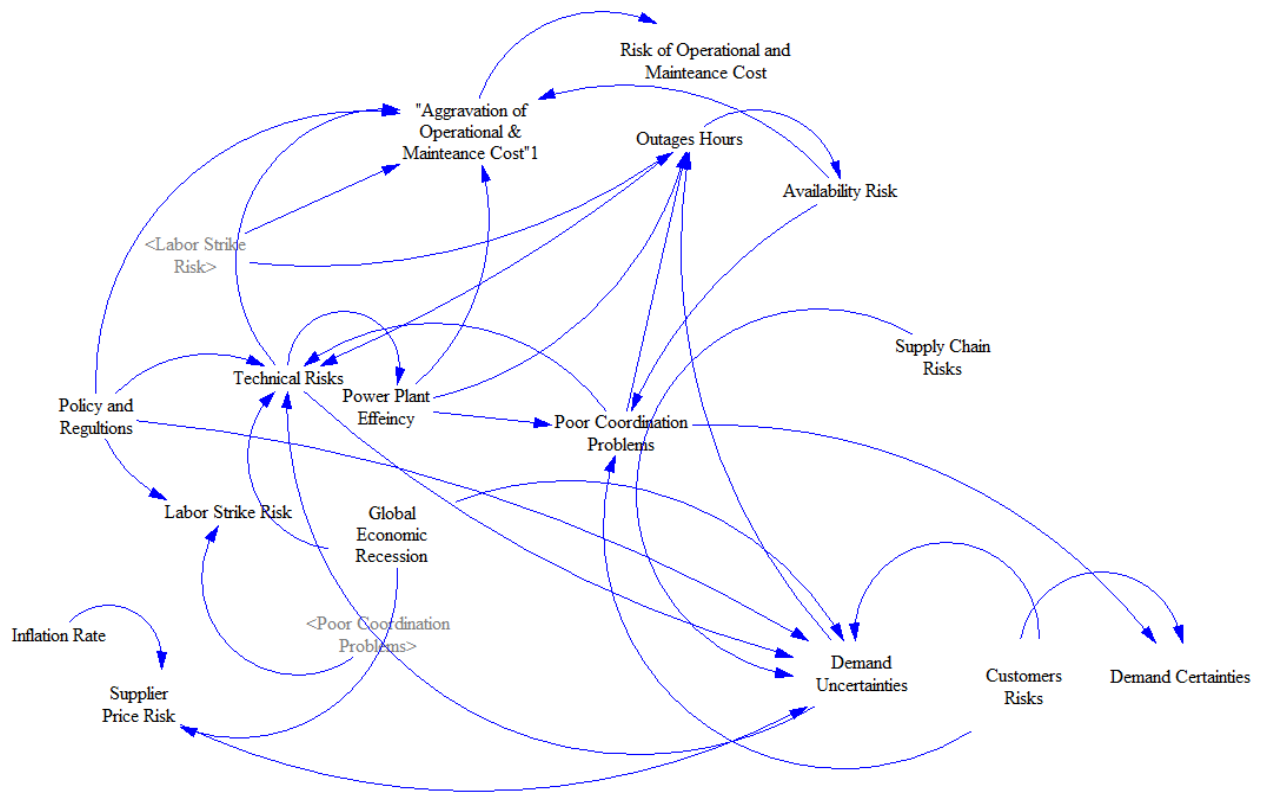 Risk of Operational and
Mainteance Cost
"Aggravation of
Operational &
Mainteance Cost"1
Outages Hours
Availability Risk
<Labor Strike
Risk>
Supply Chain
Risks
Technical Risks
Power Plant
Effeincy
Policy and
Regultions
Poor Coordination
Problems
Labor Strike Risk
Global
Economic
Recession
Inflation Rate
<Poor Coordination
Problems>
Supplier
Price Risk
Demand
Uncertainties
Customers
Risks
Demand Certainties